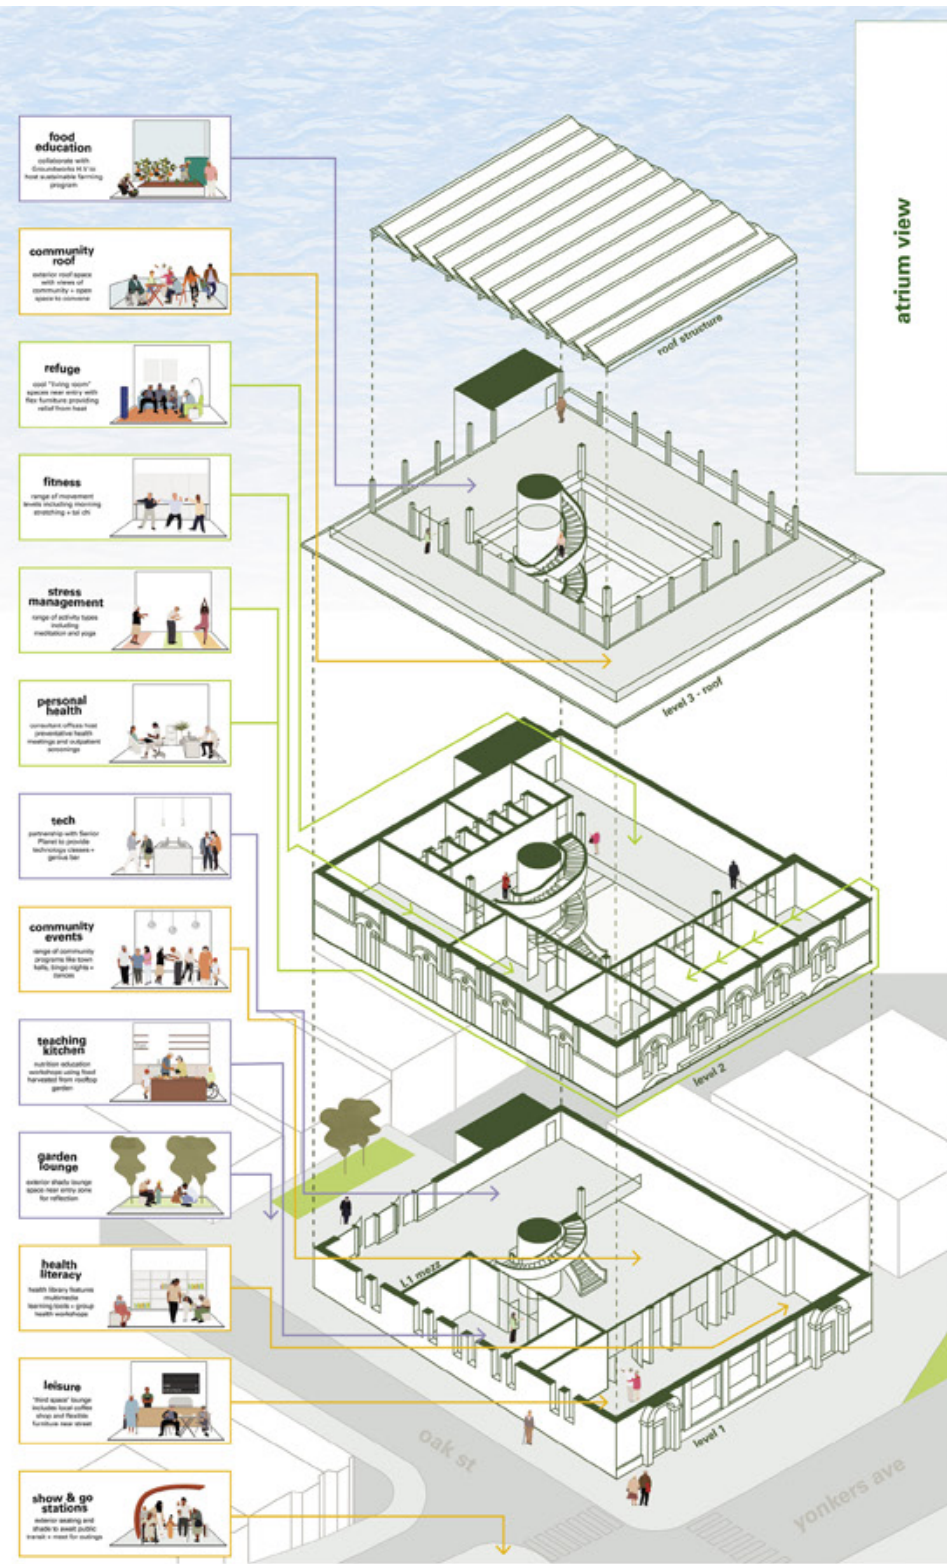 food
education
collaborate with
Groundworks H.V to
host sustainable farming
program
community
roof
exterior roof space
with views of
community + open
space to convene
refuge
cool "living room"
spaces near entry with
flex furniture providing
relief from heat
fitness
range of movement
levels including morning
stretching + tai chi
stress
management
range of activity types
including
meditation and yoga
personal
health
consultant offices host
preventative health
meetings and outpatient
screenings
tech
partnership with Senior
Planet to provide
technology classes +
genius bar
community
events
range of community
programs like town
halls, bingo nights +
dances
teaching
kitchen
nutrition education
workshops using food
harvested from rooftop
garden
garden
lounge
exterior shady lounge
space near entry zone
for reflection
health
literacy
health library features
multimedia
learning tools + group
health workshops
leisure
"third space" lounge
includes local coffee
shop and flexible
furniture near street
show & go
stations
exterior seating and
shade to await public
transit + meet for outings
atrium view
roof structure
level 3 - roof
level 2
L1 mezz
level 1
oak st
yonkers ave